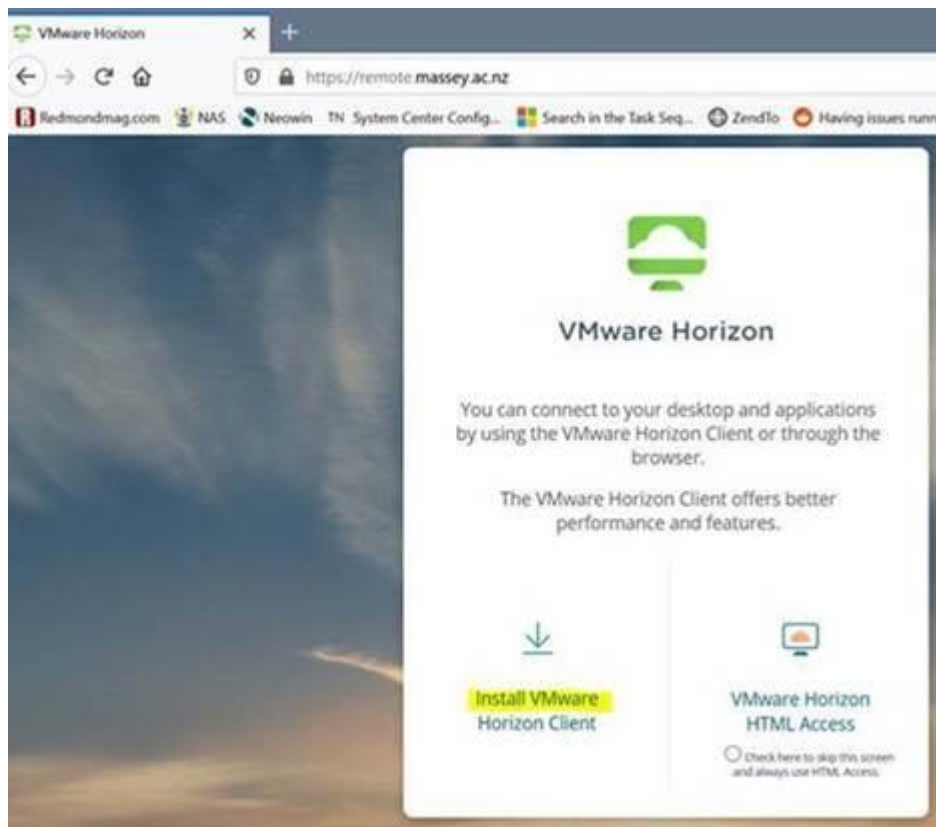 VMware Horizon
https://remote.massey.ac.nz
Redmondmag.com NAS Neowin TN System Center Config... Search in the Task Seq... ZendTo Having issues runn
VMware Horizon
You can connect to your desktop and applications
by using the VMware Horizon Client or through the
browser.
The VMware Horizon Client offers better
performance and features.
Install VMware
Horizon Client
VMware Horizon
HTML Access
Check here to skip this screen
and always use HTML Access.